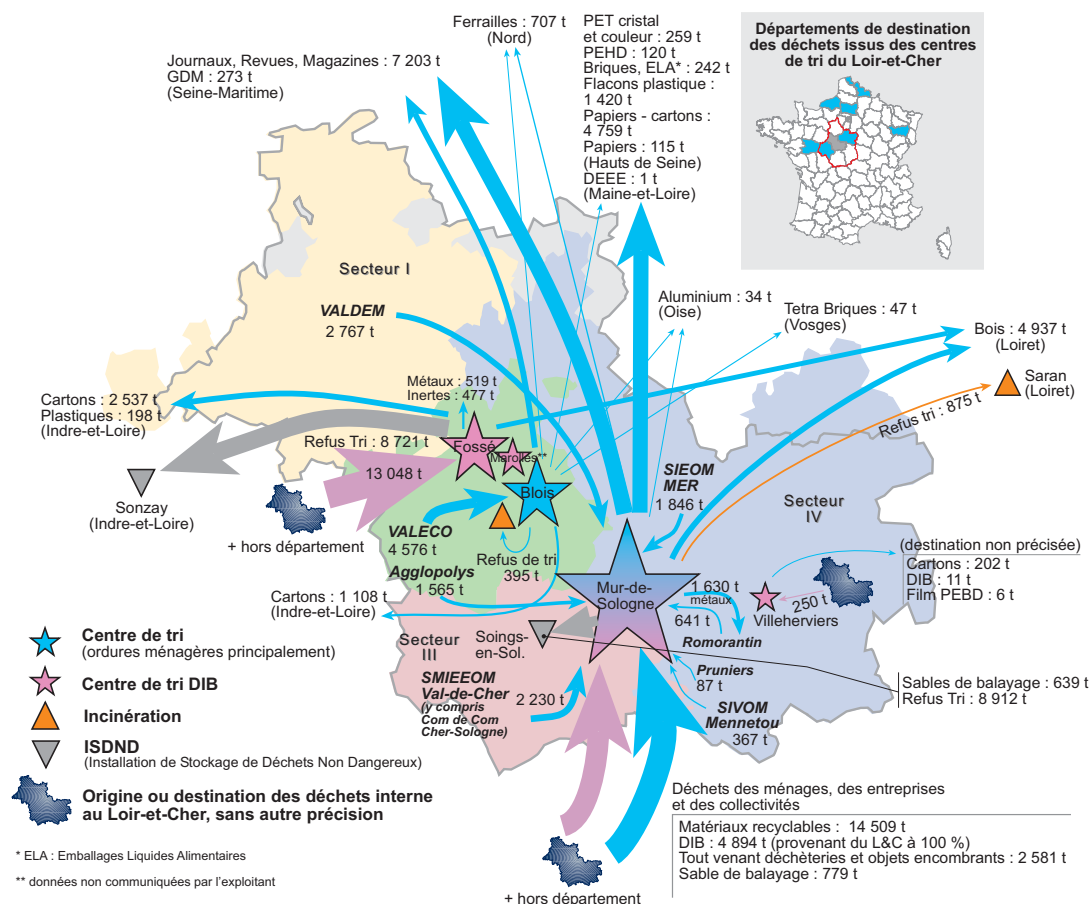 Ferrailles : 707 t
(Nord)
PET cristal
et couleur : 259 t
PEHD : 120 t
Briques, ELA* : 242 t
Flacons plastique :
1 420 t
Papiers - cartons :
4 759 t
Papiers : 115 t
(Hauts de Seine)
DEEE : 1 t
(Maine-et-Loire)
Départements de destination
des déchets issus des centres
de tri du Loir-et-Cher
Journaux, Revues, Magazines : 7 203 t
GDM : 273 t
(Seine-Maritime)
Secteur I
VALDEM
2 767 t
Aluminium : 34 t
(Oise)
Tetra Briques : 47 t
(Vosges)
Bois : 4 937 t
(Loiret)
Saran
(Loiret)
Refus tri : 875 t
Métaux : 519 t
Inertes : 477 t
Cartons : 2 537 t
Plastiques : 198 t
(Indre-et-Loire)
Refus Tri : 8 721 t
Fossé
Marolles**
13 048 t
Blois
Sonzay
(Indre-et-Loire)
+ hors département
VALECO
4 576 t
Refus de tri
395 t
Agglopolys
1 565 t
Cartons : 1 108 t
(Indre-et-Loire)
SIEOM
MER
1 846 t
Secteur
IV
(destination non précisée)
Cartons : 202 t
DIB : 11 t
Film PEBD : 6 t
250 t
Villeherviers
Mur-de-
Sologne
1 630 t
métaux
641 t
Romorantin
Pruniers
87 t
SIVOM
Mennetou
367 t
Secteur
III
Soings-
en-Sol.
SMIEEOM
Val-de-Cher
(y compris
Com de Com
Cher-Sologne)
2 230 t
Sables de balayage : 639 t
Refus Tri : 8 912 t
Centre de tri
(ordures ménagères principalement)
Centre de tri DIB
Incinération
ISDND
(Installation de Stockage de Déchets Non Dangereux)
Origine ou destination des déchets interne
au Loir-et-Cher, sans autre précision
* ELA : Emballages Liquides Alimentaires
** données non communiquées par l'exploitant
+ hors département
Déchets des ménages, des entreprises
et des collectivités
Matériaux recyclables : 14 509 t
DIB : 4 894 t (provenant du L&C à 100 %)
Tout venant déchèteries et objets encombrants : 2 581 t
Sable de balayage : 779 t